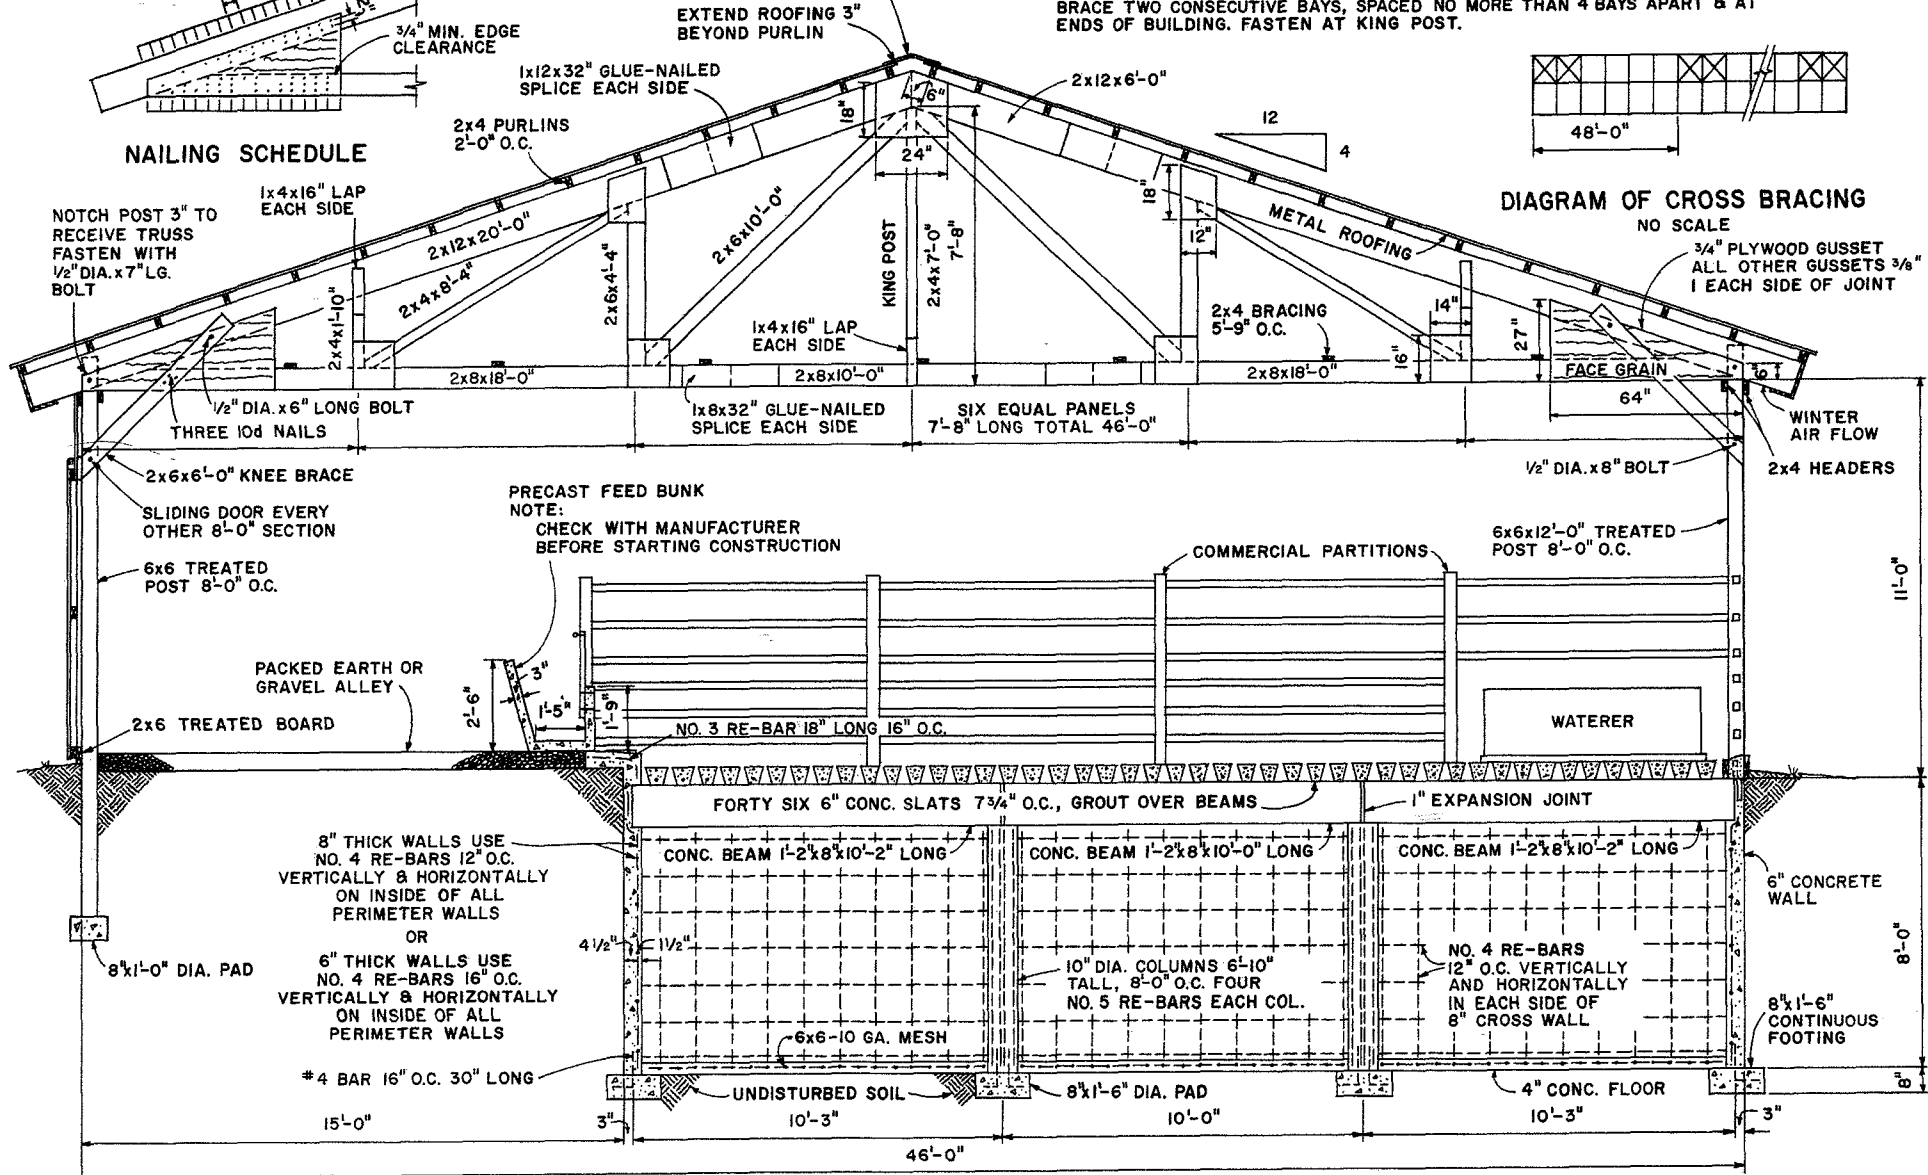 BRACE TWO CONSECUTIVE BAYS, SPACED NO MORE THAN 4 BAYS APART & AT
ENDS OF BUILDING. FASTEN AT KING POST.
EXTEND ROOFING 3"
BEYOND PURLIN
3/4" MIN. EDGE
CLEARANCE
NAILING SCHEDULE
1x12x32" GLUE-NAILED
SPLICE EACH SIDE
2x4 PURLINS
2'-0" O.C.
1x4x16" LAP
EACH SIDE
NOTCH POST 3" TO
RECEIVE TRUSS
FASTEN WITH
1/2" DIA. x 7" LG.
BOLT
18"
6"
24"
2x12x6'-0"
12
4
48'-0"
DIAGRAM OF CROSS BRACING
NO SCALE
3/4" PLYWOOD GUSSET
ALL OTHER GUSSETS 3/8"
1 EACH SIDE OF JOINT
METAL ROOFING
2x12x20'-0"
2x4x8'-4"
2x4x1'-10"
2x6x4'-4"
2x6x10'-0"
KING POST
2x4x7'-0"
7'-8"
18"
12"
1x4x16" LAP
EACH SIDE
2x4 BRACING
5'-9" O.C.
14"
16"
27"
FACE GRAIN
64"
6"
2x8x18'-0"
2x8x10'-0"
2x8x18'-0"
1/2" DIA. x 6" LONG BOLT
THREE 10d NAILS
1x8x32" GLUE-NAILED
SPLICE EACH SIDE
SIX EQUAL PANELS
7'-8" LONG TOTAL 46'-0"
WINTER
AIR FLOW
2x6x6'-0" KNEE BRACE
1/2" DIA. x 8" BOLT
2x4 HEADERS
SLIDING DOOR EVERY
OTHER 8'-0" SECTION
PRECAST FEED BUNK
NOTE:
CHECK WITH MANUFACTURER
BEFORE STARTING CONSTRUCTION
COMMERCIAL PARTITIONS
6x6x12'-0" TREATED
POST 8'-0" O.C.
6x6 TREATED
POST 8'-0" O.C.
11'-0"
PACKED EARTH OR
GRAVEL ALLEY
2'-6"
3"
1'-5"
1'-9"
2x6 TREATED BOARD
NO. 3 RE-BAR 18" LONG 16" O.C.
WATERER
FORTY SIX 6" CONC. SLATS 7 3/4" O.C., GROUT OVER BEAMS
1" EXPANSION JOINT
8" THICK WALLS USE
NO. 4 RE-BARS 12" O.C.
VERTICALLY & HORIZONTALLY
ON INSIDE OF ALL
PERIMETER WALLS
OR
6" THICK WALLS USE
NO. 4 RE-BARS 16" O.C.
VERTICALLY & HORIZONTALLY
ON INSIDE OF ALL
PERIMETER WALLS
CONC. BEAM 1'-2"x8"x10'-2" LONG
CONC. BEAM 1'-2"x8"x10'-0" LONG
CONC. BEAM 1'-2"x8"x10'-2" LONG
6" CONCRETE
WALL
8'-0"
8"x1'-0" DIA. PAD
4 1/2"
1 1/2"
10" DIA. COLUMNS 6'-10"
TALL, 8'-0" O.C. FOUR
NO. 5 RE-BARS EACH COL.
NO. 4 RE-BARS
12" O.C. VERTICALLY
AND HORIZONTALLY
IN EACH SIDE OF
8" CROSS WALL
8"x1'-6"
CONTINUOUS
FOOTING
6x6-10 GA. MESH
#4 BAR 16" O.C. 30" LONG
UNDISTURBED SOIL
8"x1'-6" DIA. PAD
4" CONC. FLOOR
8"
15'-0"
3"
10'-3"
10'-0"
10'-3"
3"
46'-0"